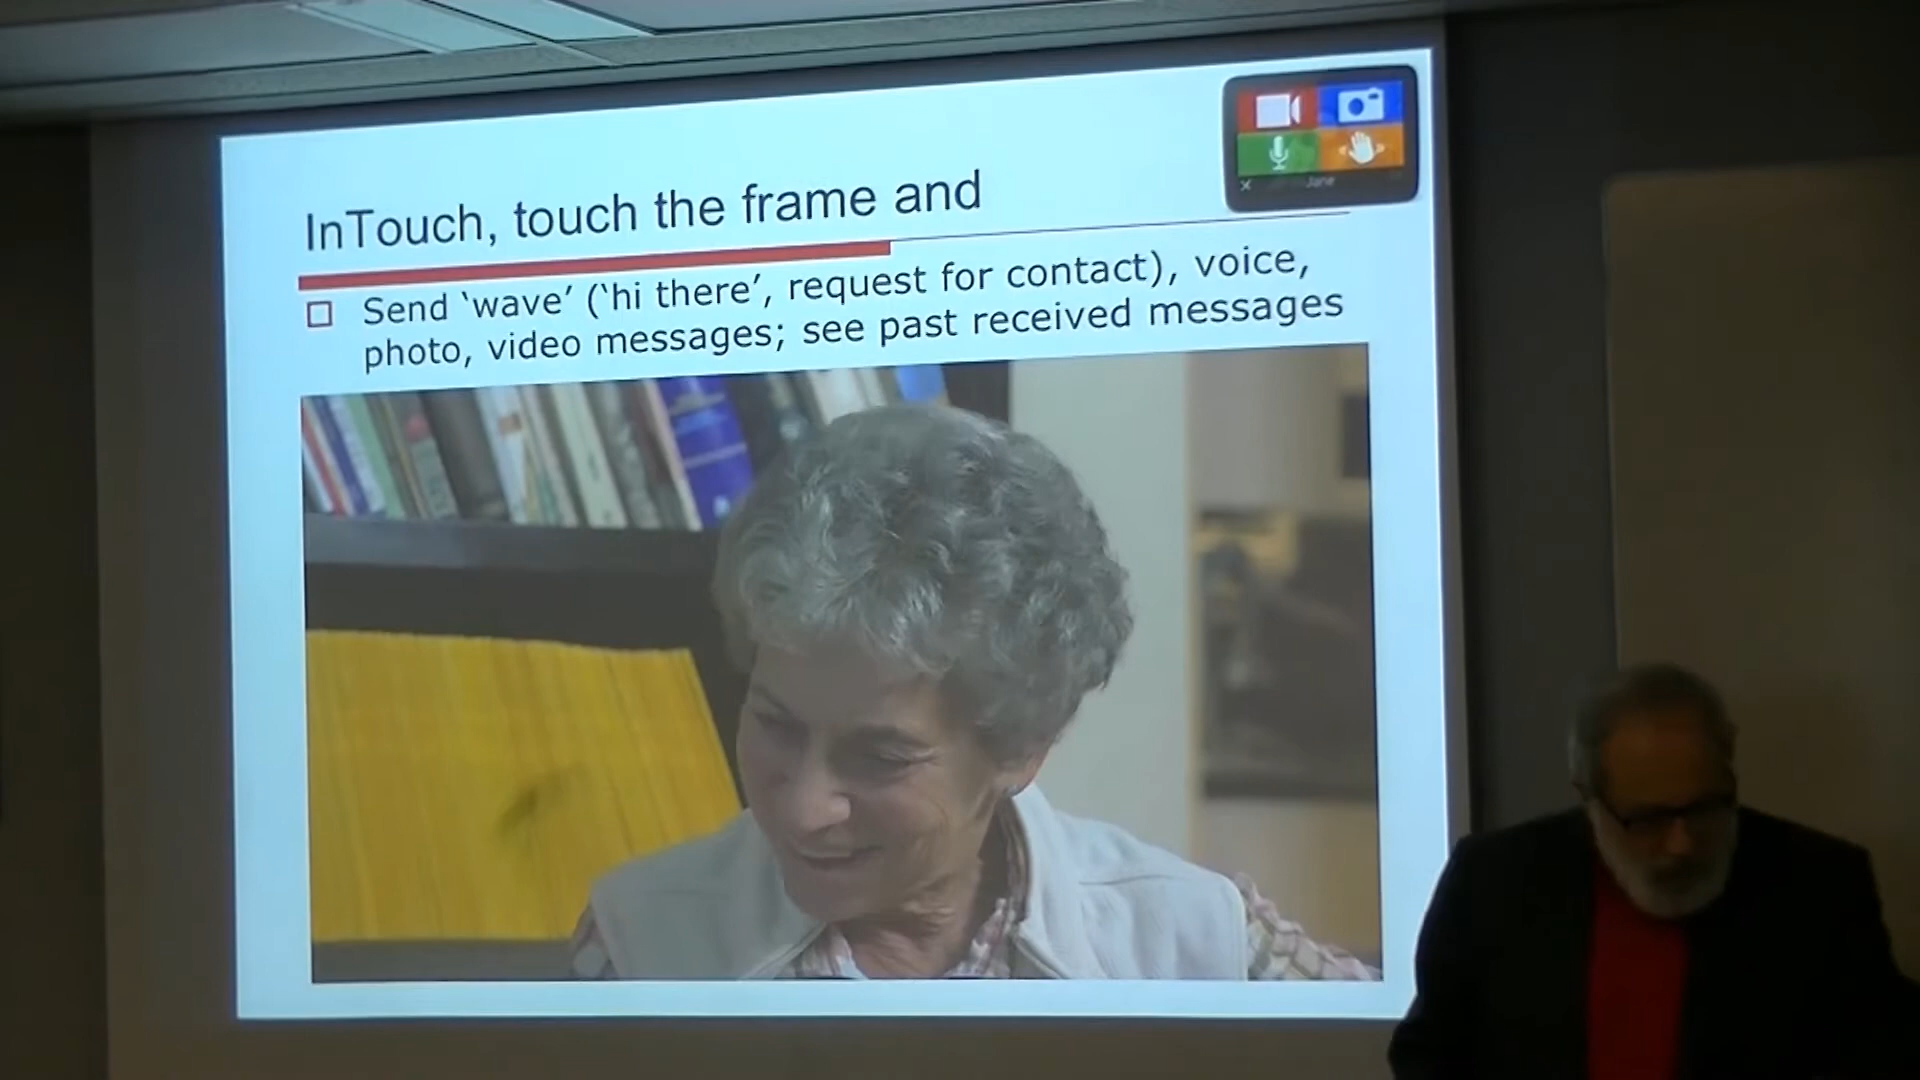 InTouch, touch the frame and
Send ‘wave’ (‘hi there’, request for contact), voice,
photo, video messages; see past received messages
Jane